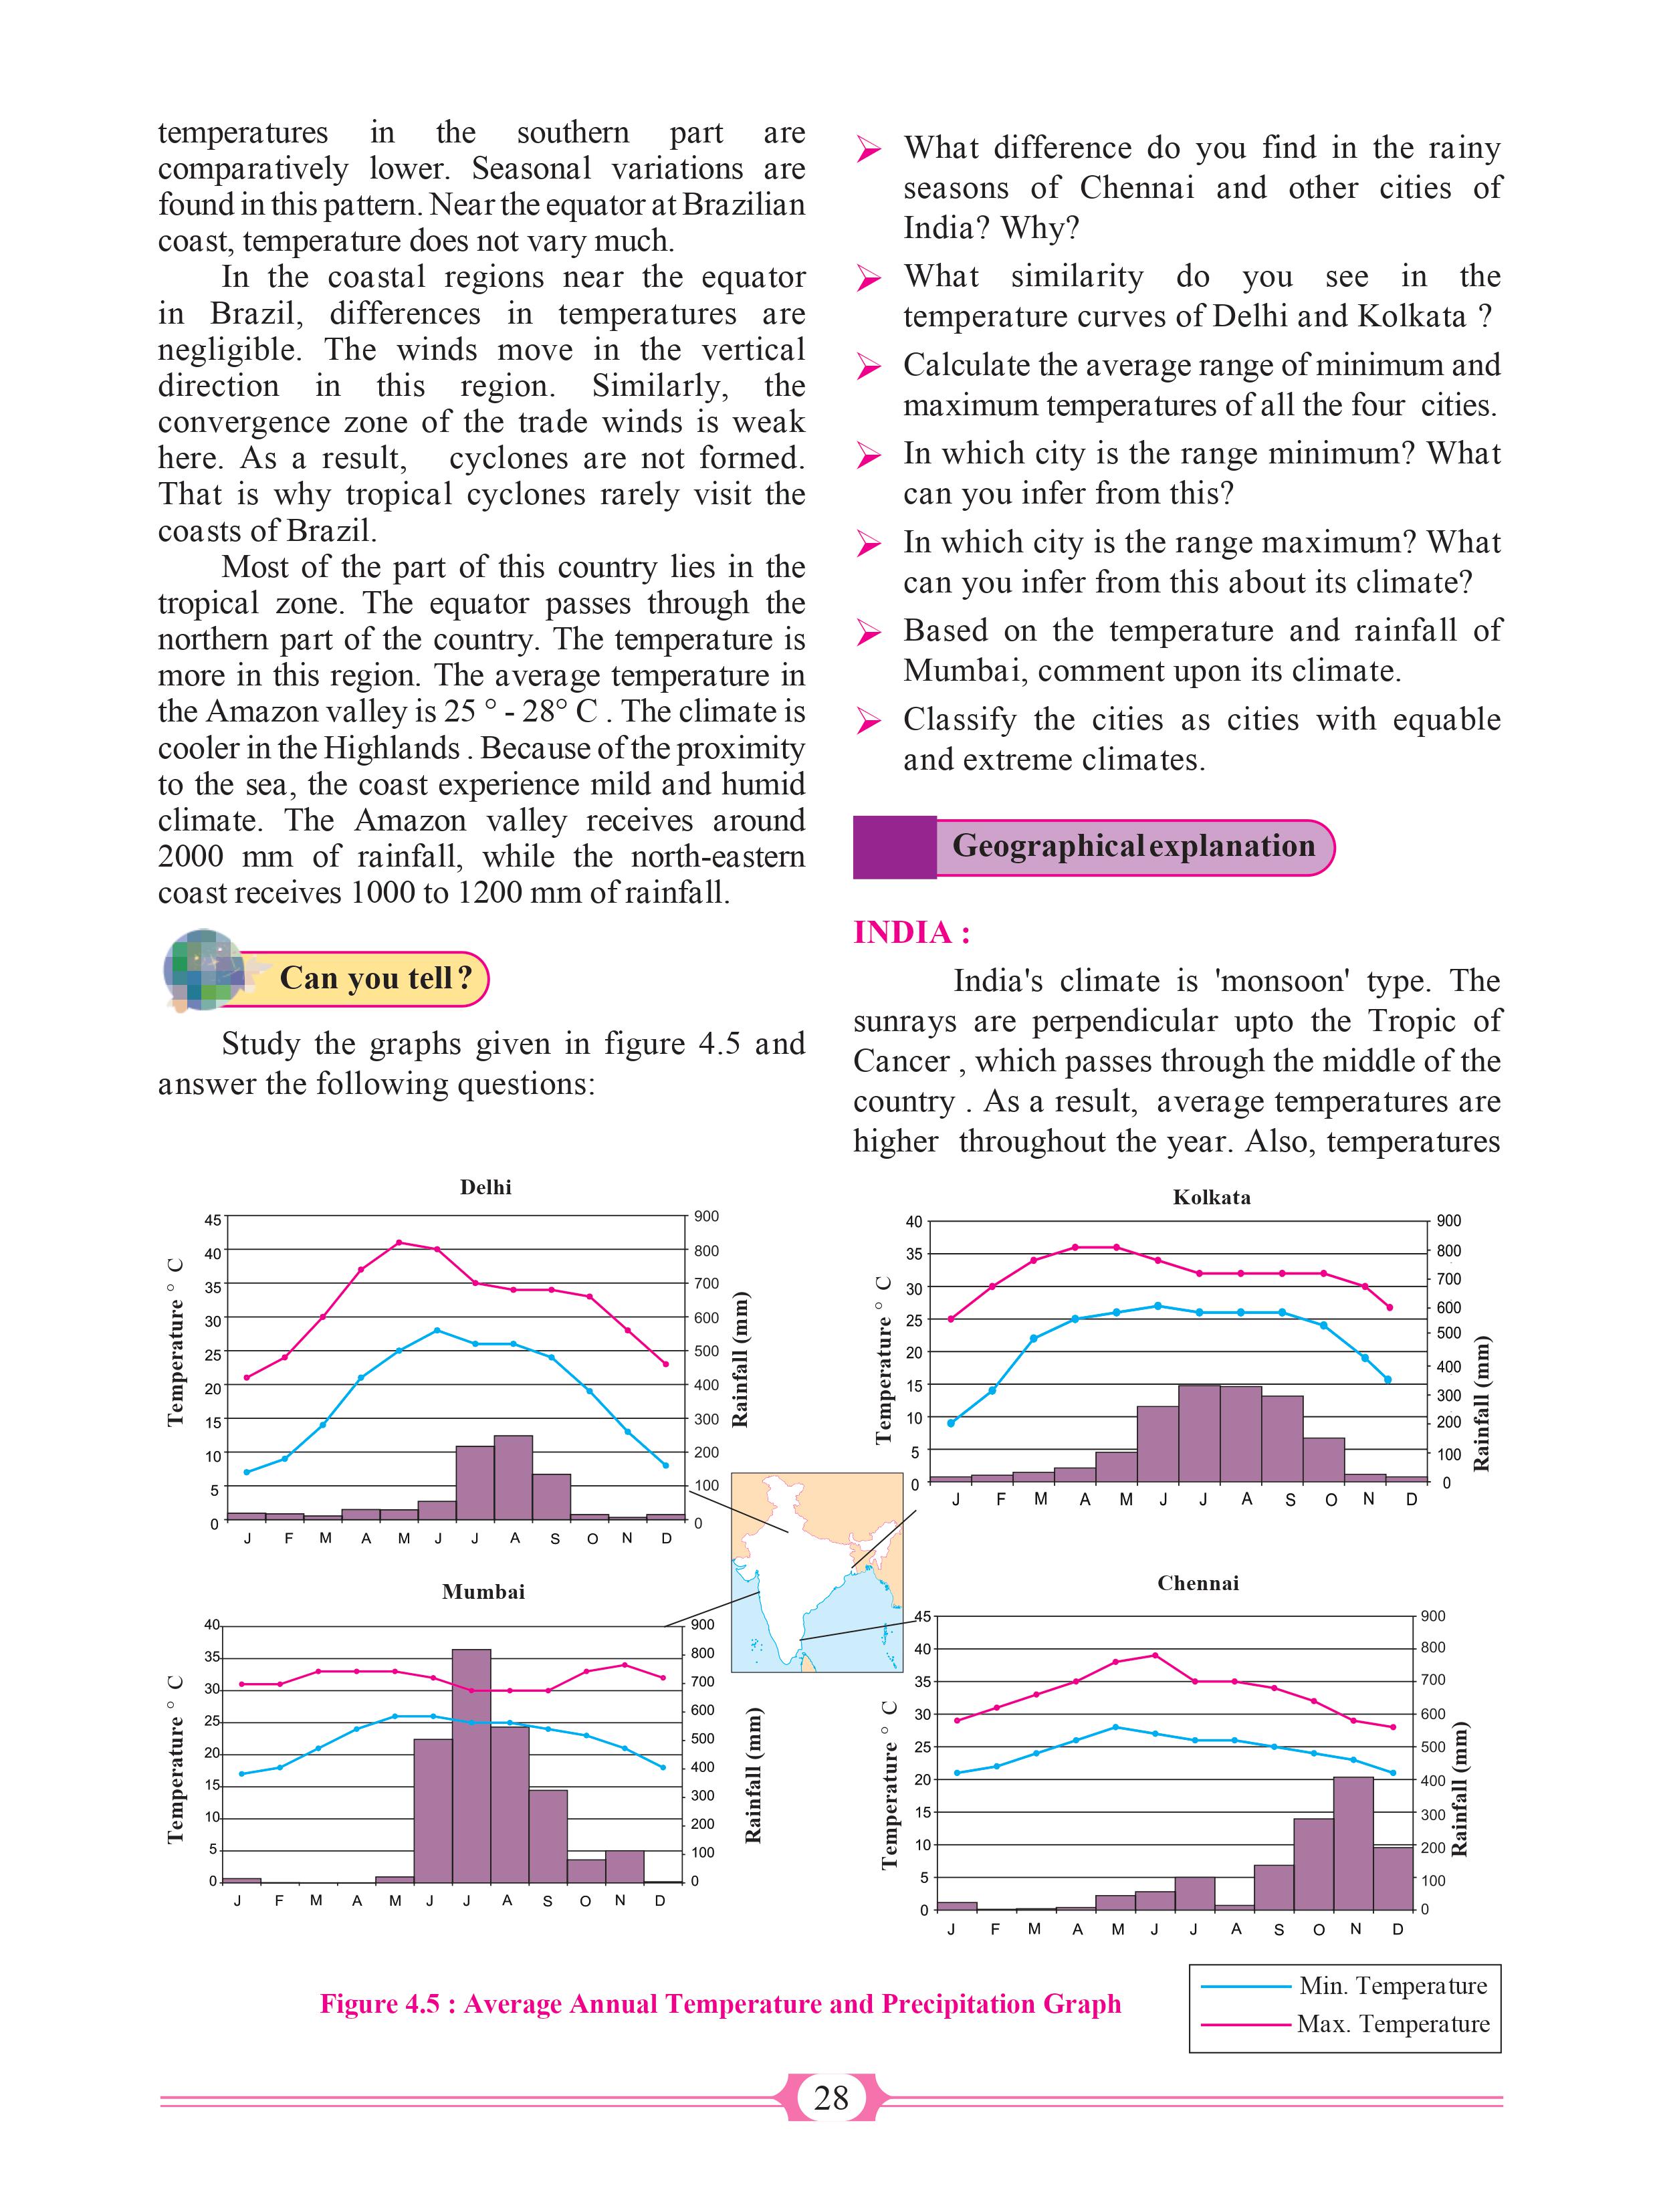 temperatures in the southern part are
comparatively lower. Seasonal variations are
found in this pattern. Near the equator at Brazilian
coast, temperature does not vary much.
In the coastal regions near the equator
in Brazil, differences in temperatures are
negligible. The winds move in the vertical
direction in this region. Similarly, the
convergence zone of the trade winds is weak
here. As a result, cyclones are not formed.
That is why tropical cyclones rarely visit the
coasts of Brazil.
Most of the part of this country lies in the
tropical zone. The equator passes through the
northern part of the country. The temperature is
more in this region. The average temperature in
the Amazon valley is 25 ° - 28° C . The climate is
cooler in the Highlands . Because of the proximity
to the sea, the coast experience mild and humid
climate. The Amazon valley receives around
2000 mm of rainfall, while the north-eastern
coast receives 1000 to 1200 mm of rainfall.
Can you tell ?
Study the graphs given in figure 4.5 and
answer the following questions:
What difference do you find in the rainy
seasons of Chennai and other cities of
India? Why?
What similarity do you see in the
temperature curves of Delhi and Kolkata ?
Calculate the average range of minimum and
maximum temperatures of all the four cities.
In which city is the range minimum? What
can you infer from this?
In which city is the range maximum? What
can you infer from this about its climate?
Based on the temperature and rainfall of
Mumbai, comment upon its climate.
Classify the cities as cities with equable
and extreme climates.
Geographical explanation
INDIA :
India's climate is 'monsoon' type. The
sunrays are perpendicular upto the Tropic of
Cancer , which passes through the middle of the
country . As a result, average temperatures are
higher throughout the year. Also, temperatures
Delhi
Temperature ° C
45
40
35
30
25
20
15
10
5
0
900
800
700
600
500
400
300
200
100
0
Rainfall (mm)
J F M A M J J A S O N D
Kolkata
Temperature ° C
40
35
30
25
20
15
10
5
0
900
800
700
600
500
400
300
200
100
0
Rainfall (mm)
J F M A M J J A S O N D
Mumbai
Temperature ° C
40
35
30
25
20
15
10
5
0
900
800
700
600
500
400
300
200
100
0
Rainfall (mm)
J F M A M J J A S O N D
Chennai
Temperature ° C
45
40
35
30
25
20
15
10
5
0
900
800
700
600
500
400
300
200
100
0
Rainfall (mm)
J F M A M J J A S O N D
Min. Temperature
Max. Temperature
Figure 4.5 : Average Annual Temperature and Precipitation Graph
28